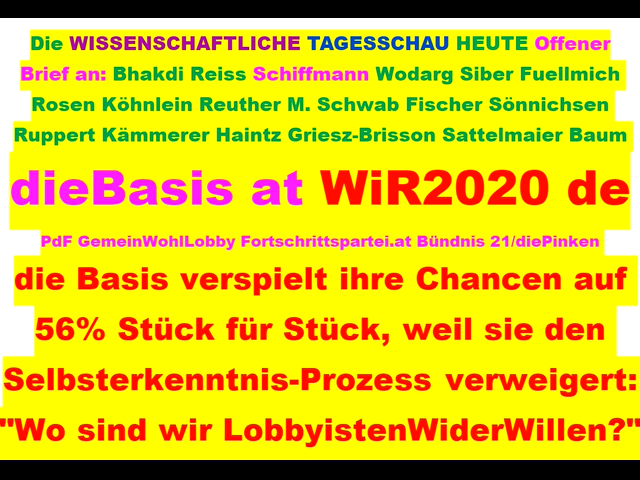 Die WISSENSCHAFTLICHE TAGESSCHAU HEUTE Offener
Brief an: Bhakdi Reiss Schiffmann Wodarg Siber Fuellmich
Rosen Köhnlein Reuther M. Schwab Fischer Sönnichsen
Ruppert Kämmerer Haintz Griesz-Brisson Sattelmaier Baum
dieBasis at WiR2020 de
PdF GemeinWohlLobby Fortschrittspartei.at Bündnis 21/diePinken
die Basis verspielt ihre Chancen auf
56% Stück für Stück, weil sie den
Selbsterkenntnis-Prozess verweigert:
"Wo sind wir LobbyistenWiderWillen?"